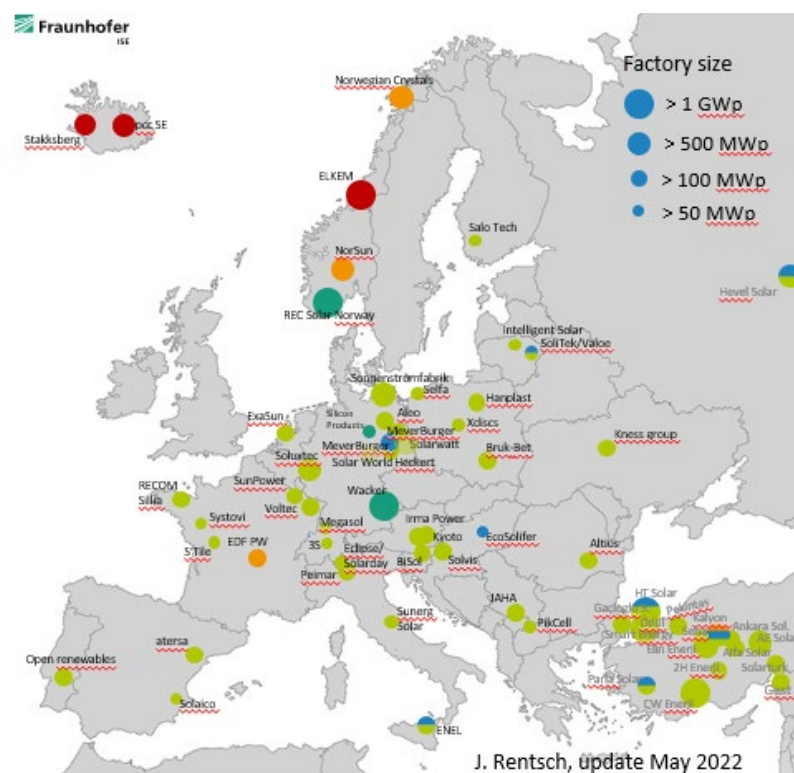 Fraunhofer
ISE
Factory size
> 1 GWp
> 500 MWp
> 100 MWp
> 50 MWp
Norwegian Crystals
Stakksberg
pcc SE
ELKEM
Salo Tech
NorSun
Hevel Solar
REC Solar Norway
Intelligent Solar
SoliTek/Valoe
Sonnenstromfabrik
Selfa
Hanplast
ExaSun
Silicon
Products
Aleo
Xdiscs
MeyerBurger
MeyerBurger
Solarwatt
Kness group
Soluxtec
Solar World
Heckert
Bruk-Bet
RECOM
Sillia
SunPower
Wacker
Voltec
Systovi
Megasol
Irma Power
S'Tile
EDF PW
3S
Eclipse/
Solarday
Kyoto
EcoSolifer
Altius
Peimar
BiSol
Solvis
HT Solar
JAHA
Sunerg
Solar
PikCell
Kalyon
Ankara Sol.
Smart Energy
Alfa Solar
atersa
Elin Enerji
2H Enerji
Solarturk
Open renewables
Parla Solar
CW Enerji
Solaico
ENEL
J. Rentsch, update May 2022